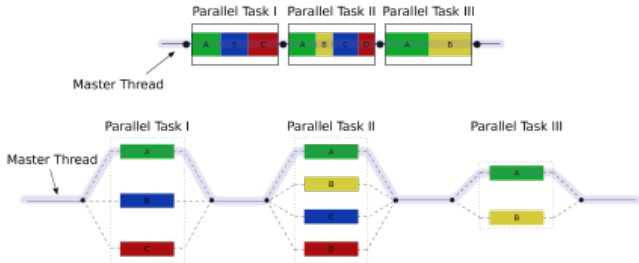 Parallel Task I Parallel Task II Parallel Task III
A B C A B C D A B
Master Thread
Parallel Task I Parallel Task II Parallel Task III
Master Thread
A A
A
B
B
B
C
C D